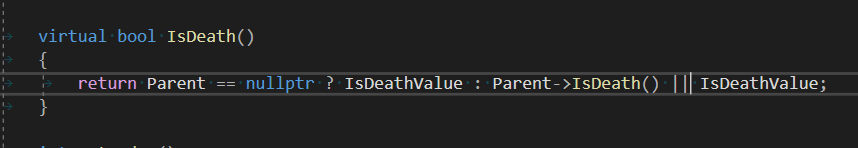 virtual bool IsDeath()
{
return Parent == nullptr ? IsDeathValue : Parent->IsDeath() || IsDeathValue;
}